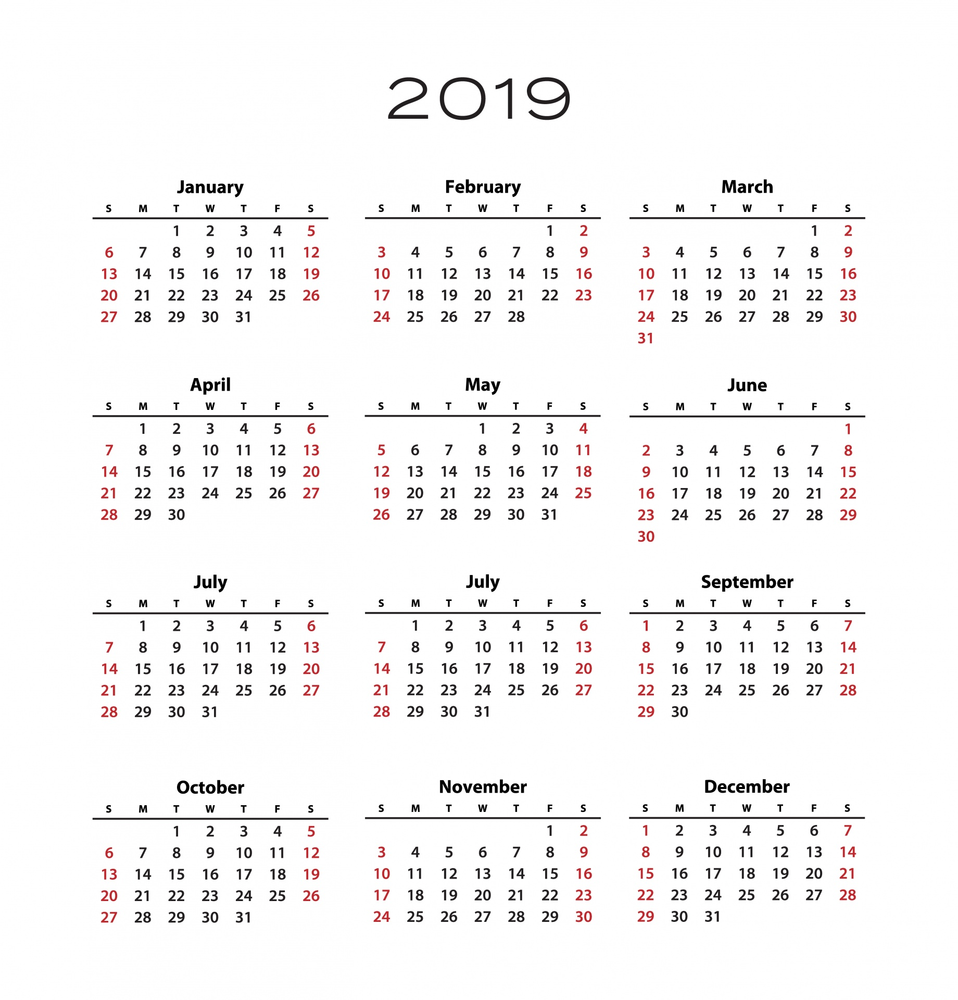 2019
January February March
S M T W T F S S M T W T F S S M T W T F S
1 2 3 4 5 1 2 1 2
6 7 8 9 10 11 12 3 4 5 6 7 8 9 3 4 5 6 7 8 9
13 14 15 16 17 18 19 10 11 12 13 14 15 16 10 11 12 13 14 15 16
20 21 22 23 24 25 26 17 18 19 20 21 22 23 17 18 19 20 21 22 23
27 28 29 30 31 24 25 26 27 28 24 25 26 27 28 29 30
31
April May June
S M T W T F S S M T W T F S S M T W T F S
1 2 3 4 5 6 1 2 3 4 1
7 8 9 10 11 12 13 5 6 7 8 9 10 11 2 3 4 5 6 7 8
14 15 16 17 18 19 20 12 13 14 15 16 17 18 9 10 11 12 13 14 15
21 22 23 24 25 26 27 19 20 21 22 23 24 25 16 17 18 19 20 21 22
28 29 30 26 27 28 29 30 31 23 24 25 26 27 28 29
30
July July September
S M T W T F S S M T W T F S S M T W T F S
1 2 3 4 5 6 1 2 3 4 5 6 1 2 3 4 5 6 7
7 8 9 10 11 12 13 7 8 9 10 11 12 13 8 9 10 11 12 13 14
14 15 16 17 18 19 20 14 15 16 17 18 19 20 15 16 17 18 19 20 21
21 22 23 24 25 26 27 21 22 23 24 25 26 27 22 23 24 25 26 27 28
28 29 30 31 28 29 30 31 29 30
October November December
S M T W T F S S M T W T F S S M T W T F S
1 2 3 4 5 1 2 1 2 3 4 5 6 7
6 7 8 9 10 11 12 3 4 5 6 7 8 9 8 9 10 11 12 13 14
13 14 15 16 17 18 19 10 11 12 13 14 15 16 15 16 17 18 19 20 21
20 21 22 23 24 25 26 17 18 19 20 21 22 23 22 23 24 25 26 27 28
27 28 29 30 31 24 25 26 27 28 29 30 29 30 31